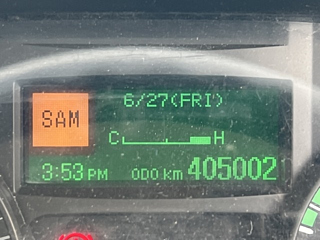 6/27(FRI)
SAM
C H
3:53 PM ODO km 405002